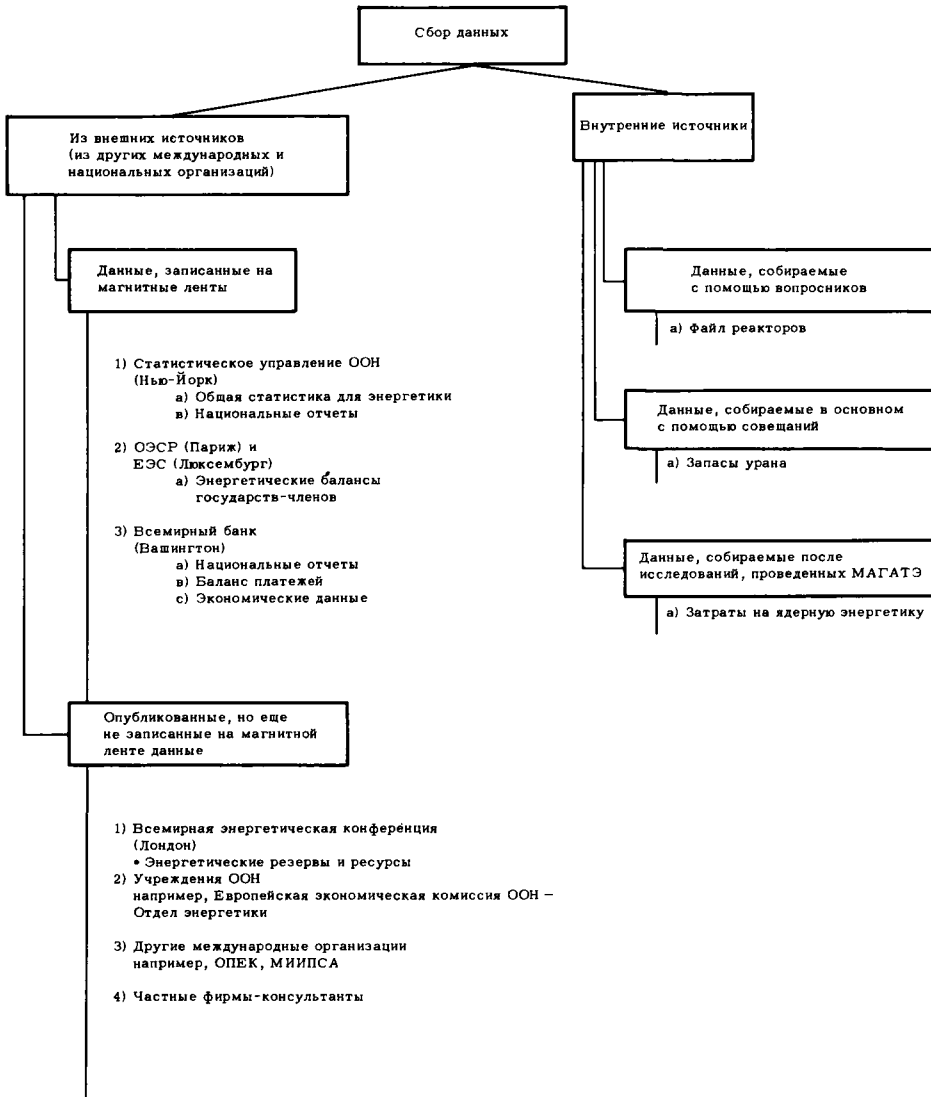 Сбор данных
Из внешних источников
(из других международных и
национальных организаций)
Данные, записанные на
магнитные ленты
1) Статистическое управление ООН
(Нью-Йорк)
а) Общая статистика для энергетики
в) Национальные отчеты
2) ОЭСР (Париж) и
ЕЭС (Люксембург)
а) Энергетические балансы
государств-членов
3) Всемирный банк
(Вашингтон)
а) Национальные отчеты
в) Баланс платежей
с) Экономические данные
Опубликованные, но еще
не записанные на магнитной
ленте данные
1) Всемирная энергетическая конференция
(Лондон)
• Энергетические резервы и ресурсы
2) Учреждения ООН
например, Европейская экономическая комиссия ООН —
Отдел энергетики
3) Другие международные организации
например, ОПЕК, МИИПСА
4) Частные фирмы-консультанты
Внутренние источники
Данные, собираемые
с помощью вопросников
а) Файл реакторов
Данные, собираемые в основном
с помощью совещаний
а) Запасы урана
Данные, собираемые после
исследований, проведенных МАГАТЭ
а) Затраты на ядерную энергетику